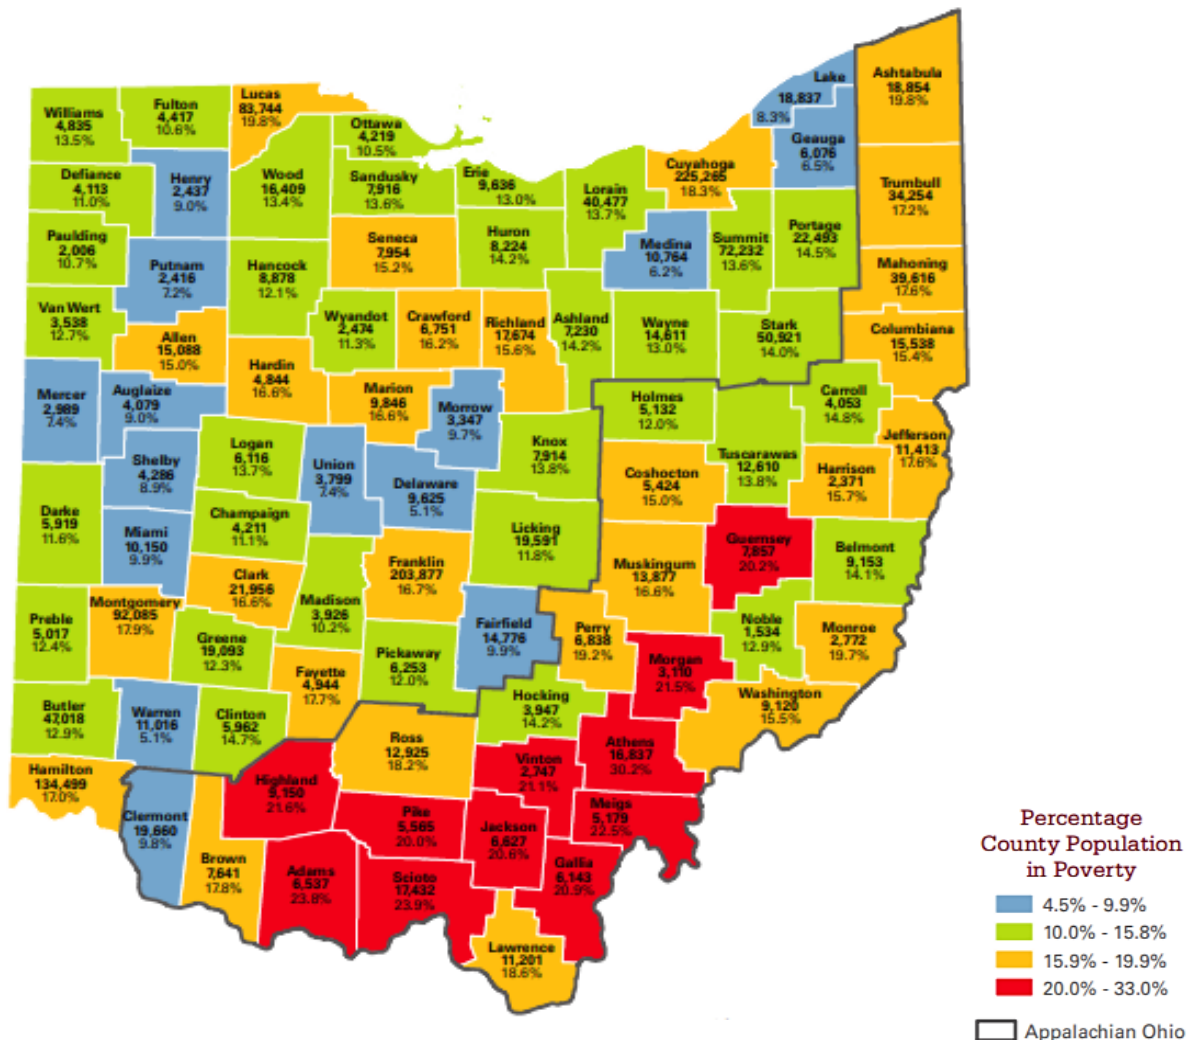 Williams
4,835
13.5%
Fulton
4,417
10.6%
Lucas
83,744
19.8%
Ottawa
4,219
10.5%
Lake
18,837
8.3%
Ashtabula
18,854
19.8%
Geauga
6,076
6.5%
Defiance
4,113
11.0%
Henry
2,437
9.0%
Wood
16,409
13.4%
Sandusky
7,916
13.6%
Erie
9,636
13.0%
Lorain
40,477
13.7%
Cuyahoga
225,265
18.3%
Trumbull
34,254
17.2%
Paulding
2,006
10.7%
Putnam
2,416
7.2%
Hancock
8,878
12.1%
Seneca
7,954
15.2%
Huron
8,224
14.2%
Medina
10,764
6.2%
Summit
72,232
13.6%
Portage
22,493
14.5%
Mahoning
39,616
17.6%
Van Wert
3,538
12.7%
Allen
15,088
15.0%
Wyandot
2,474
11.3%
Crawford
6,751
16.2%
Richland
17,674
15.6%
Ashland
7,230
14.2%
Wayne
14,611
13.0%
Stark
50,921
14.0%
Columbiana
15,538
15.4%
Mercer
2,989
7.4%
Auglaize
4,079
9.0%
Hardin
4,844
16.6%
Marion
9,846
16.6%
Morrow
3,347
9.7%
Holmes
5,132
12.0%
Carroll
4,053
14.8%
Jefferson
11,413
17.6%
Shelby
4,286
8.9%
Logan
6,116
13.7%
Union
3,799
7.4%
Delaware
9,625
5.1%
Knox
7,914
13.8%
Coshocton
5,424
15.0%
Tuscarawas
12,610
13.8%
Harrison
2,371
15.7%
Darke
5,919
11.6%
Miami
10,150
9.9%
Champaign
4,211
11.1%
Licking
19,591
11.8%
Guernsey
7,857
20.2%
Belmont
9,153
14.1%
Clark
21,956
16.6%
Franklin
203,877
16.7%
Muskingum
13,877
16.6%
Preble
5,017
12.4%
Montgomery
92,085
17.9%
Greene
19,093
12.3%
Madison
3,926
10.2%
Fairfield
14,776
9.9%
Perry
6,838
19.2%
Noble
1,534
12.9%
Monroe
2,772
19.7%
Pickaway
6,253
12.0%
Fayette
4,944
17.7%
Morgan
3,110
21.5%
Washington
9,120
15.5%
Butler
47,018
12.9%
Warren
11,016
5.1%
Clinton
5,962
14.7%
Hocking
3,947
14.2%
Ross
12,925
18.2%
Athens
16,837
30.2%
Vinton
2,747
21.1%
Hamilton
134,499
17.0%
Highland
9,150
21.6%
Clermont
19,660
9.8%
Pike
5,565
20.0%
Jackson
6,627
20.6%
Meigs
5,179
22.5%
Brown
7,641
17.8%
Adams
6,537
23.8%
Scioto
17,432
23.9%
Gallia
6,143
20.9%
Lawrence
11,201
18.6%
Percentage
County Population
in Poverty
4.5% - 9.9%
10.0% - 15.8%
15.9% - 19.9%
20.0% - 33.0%
Appalachian Ohio